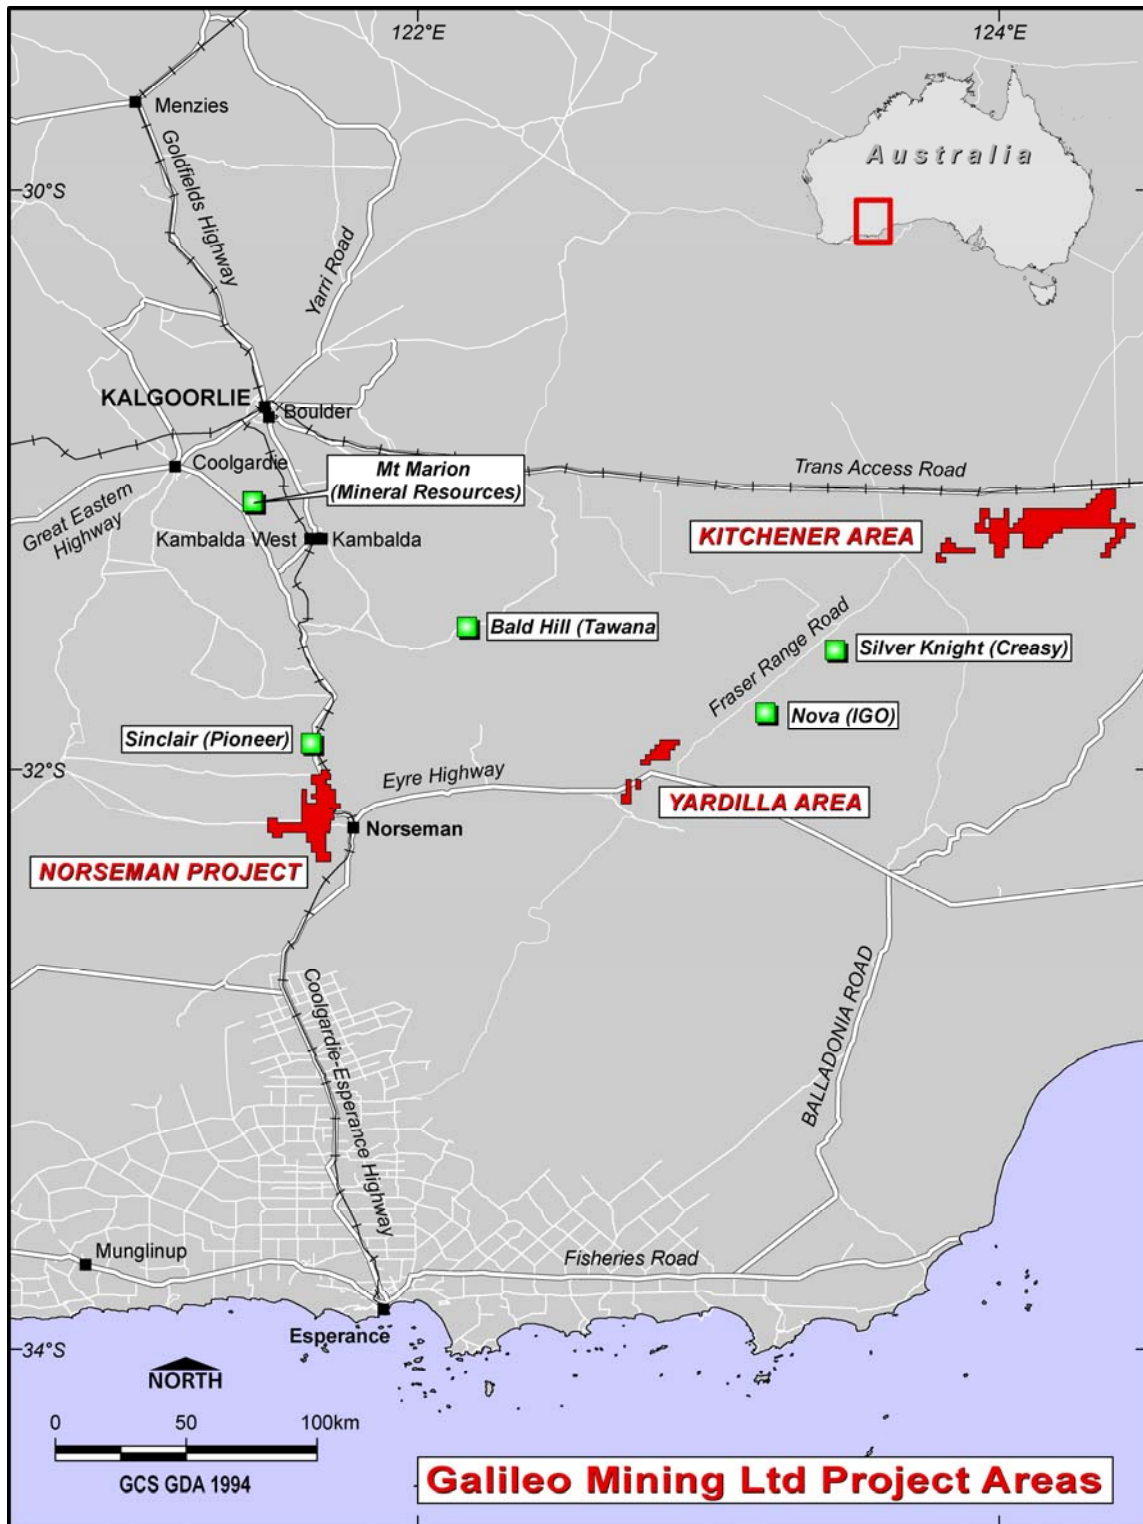 122°E
124°E
Menzies
Goldfields Highway
Yarri Road
Australia
30°S
KALGOORLIE
Boulder
Coolgardie
Mt Marion
(Mineral Resources)
Trans Access Road
Great Eastern
Highway
Kambalda West
Kambalda
KITCHENER AREA
Bald Hill (Tawana
Fraser Range Road
Silver Knight (Creasy)
Nova (IGO)
Sinclair (Pioneer)
32°S
Eyre Highway
YARDILLA AREA
Norseman
NORSEMAN PROJECT
Coolgardie-Esperance Highway
BALLADONIA ROAD
Munglinup
Fisheries Road
Esperance
34°S
NORTH
0 50 100km
GCS GDA 1994
Galileo Mining Ltd Project Areas